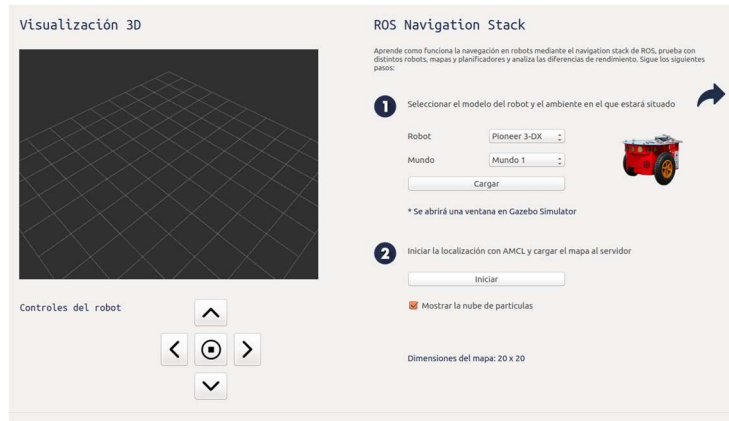 Visualización 3D
ROS Navigation Stack
Aprende como funciona la navegación en robots mediante el navigation stack de ROS, prueba con
distintos robots, mapas y planificadores y analiza las diferencias de rendimiento. Sigue los siguientes
pasos:
1 Seleccionar el modelo del robot y el ambiente en el que estará situado
Robot Pioneer 3-DX
Mundo Mundo 1
Cargar
* Se abrirá una ventana en Gazebo Simulator
2 Iniciar la localización con AMCL y cargar el mapa al servidor
Iniciar
Mostrar la nube de particulas
Controles del robot
Dimensiones del mapa: 20 x 20